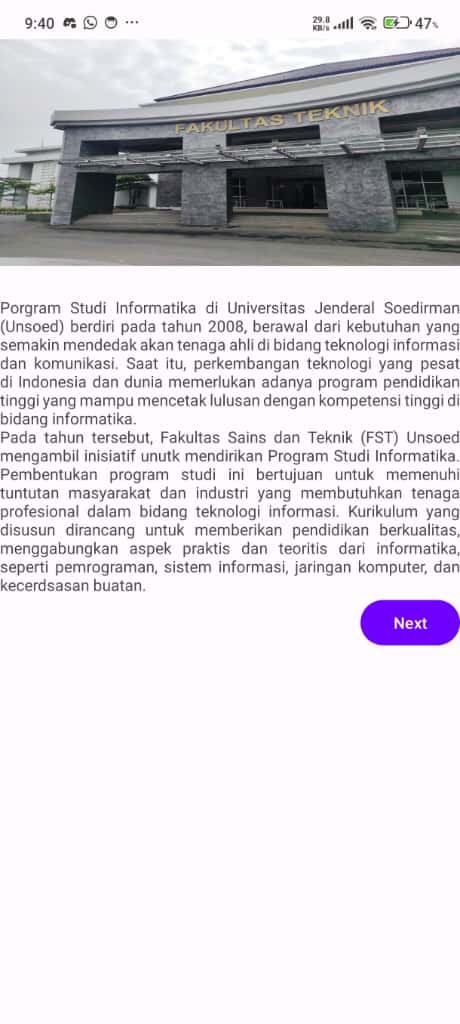 9:40
29.8
KB/s
47%
FAKULTAS TEKNIK
Porgram Studi Informatika di Universitas Jenderal Soedirman
(Unsoed) berdiri pada tahun 2008, berawal dari kebutuhan yang
semakin mendedak akan tenaga ahli di bidang teknologi informasi
dan komunikasi. Saat itu, perkembangan teknologi yang pesat
di Indonesia dan dunia memerlukan adanya program pendidikan
tinggi yang mampu mencetak lulusan dengan kompetensi tinggi di
bidang informatika.
Pada tahun tersebut, Fakultas Sains dan Teknik (FST) Unsoed
mengambil inisiatif unutk mendirikan Program Studi Informatika.
Pembentukan program studi ini bertujuan untuk memenuhi
tuntutan masyarakat dan industri yang membutuhkan tenaga
profesional dalam bidang teknologi informasi. Kurikulum yang
disusun dirancang untuk memberikan pendidikan berkualitas,
menggabungkan aspek praktis dan teoritis dari informatika,
seperti pemrograman, sistem informasi, jaringan komputer, dan
kecerdsasan buatan.
Next